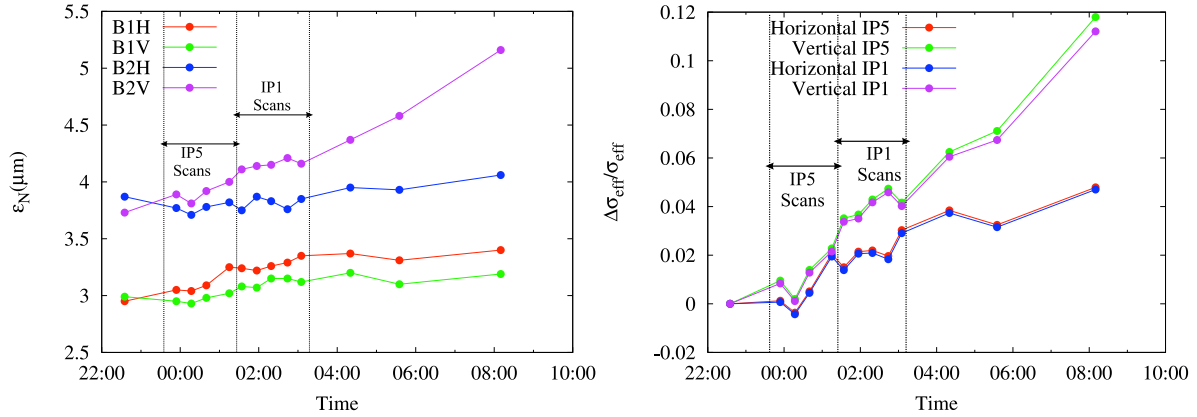 5.5
5
4.5
4
3.5
3
2.5
ε_N(μm)
B1H
B1V
B2H
B2V
IP1
Scans
IP5
Scans
22:00 00:00 02:00 04:00 06:00 08:00 10:00
Time
0.12
0.1
0.08
0.06
0.04
0.02
0
-0.02
Δσ_eff/σ_eff
Horizontal IP5
Vertical IP5
Horizontal IP1
Vertical IP1
IP1
Scans
IP5
Scans
22:00 00:00 02:00 04:00 06:00 08:00 10:00
Time